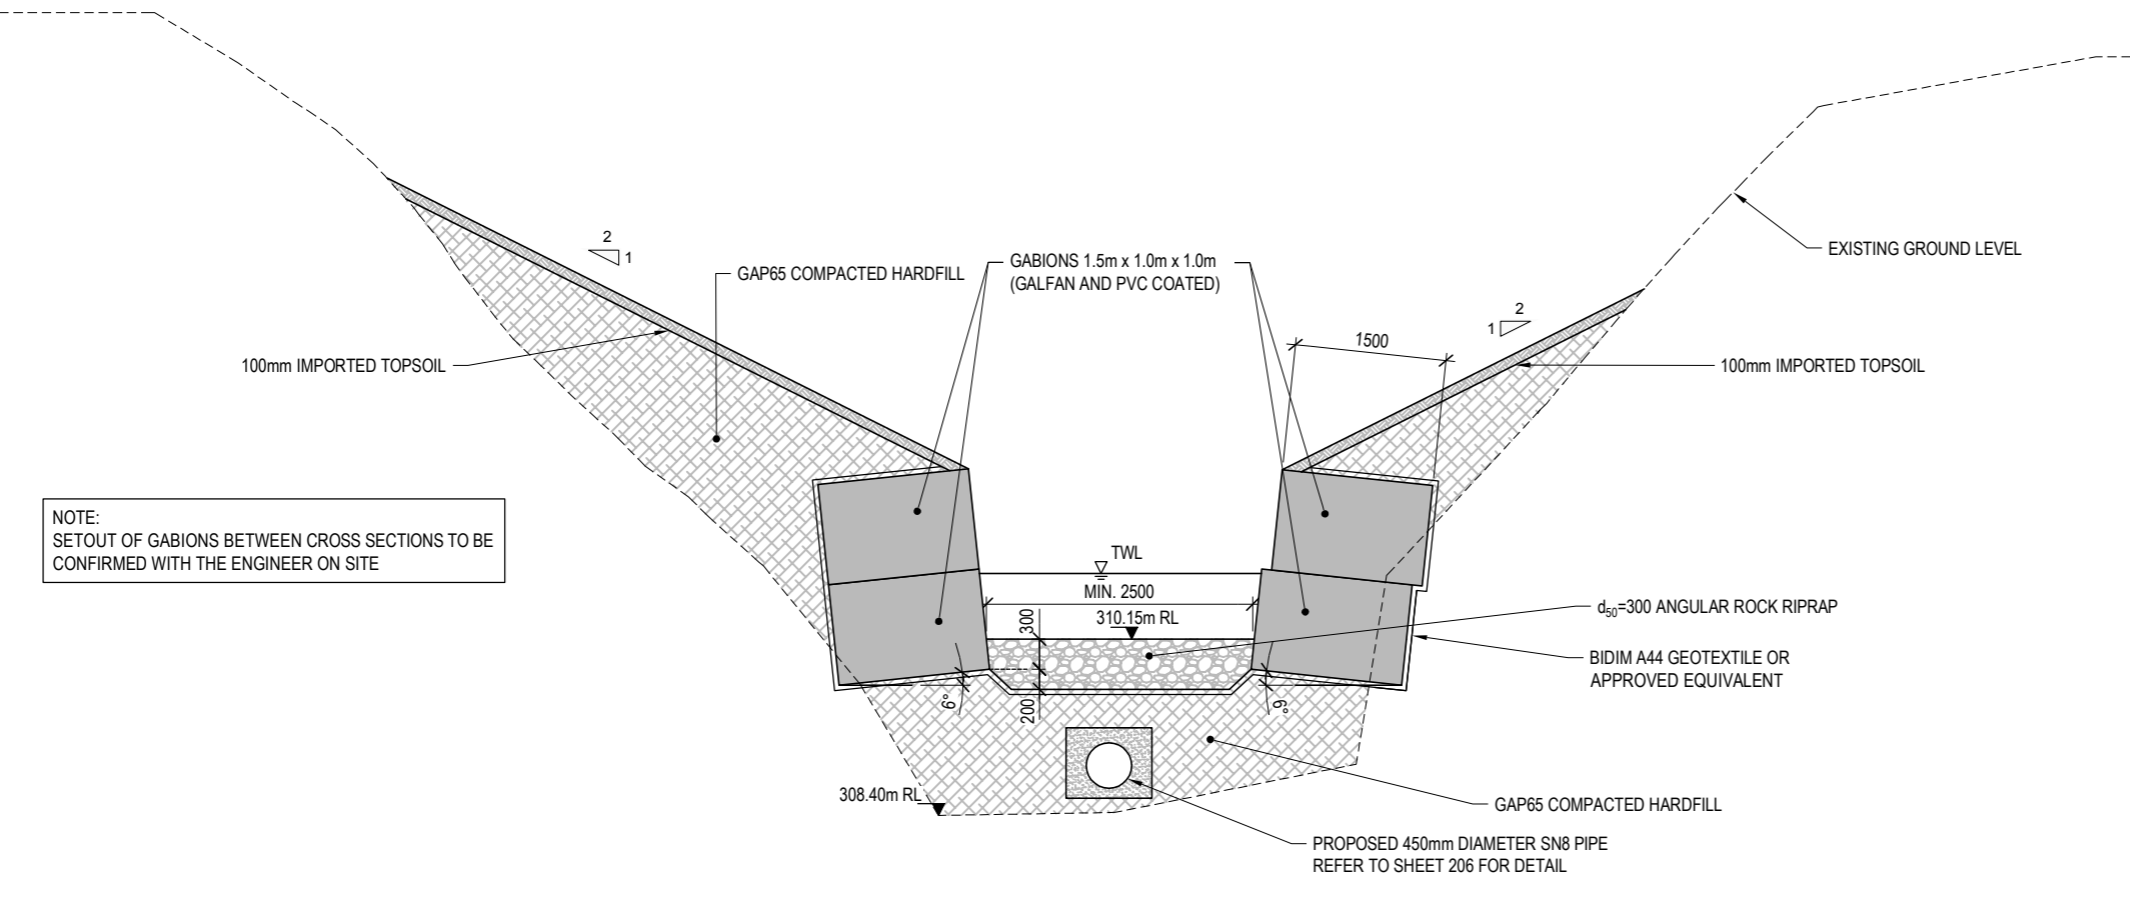 2
1
GAP65 COMPACTED HARDFILL
GABIONS 1.5m x 1.0m x 1.0m
(GALFAN AND PVC COATED)
EXISTING GROUND LEVEL
2
1
1500
100mm IMPORTED TOPSOIL
100mm IMPORTED TOPSOIL
NOTE:
SETOUT OF GABIONS BETWEEN CROSS SECTIONS TO BE
CONFIRMED WITH THE ENGINEER ON SITE
TWL
MIN. 2500
310.15m RL
300
200
6°
6°
d50=300 ANGULAR ROCK RIPRAP
BIDIM A44 GEOTEXTILE OR
APPROVED EQUIVALENT
308.40m RL
GAP65 COMPACTED HARDFILL
PROPOSED 450mm DIAMETER SN8 PIPE
REFER TO SHEET 206 FOR DETAIL